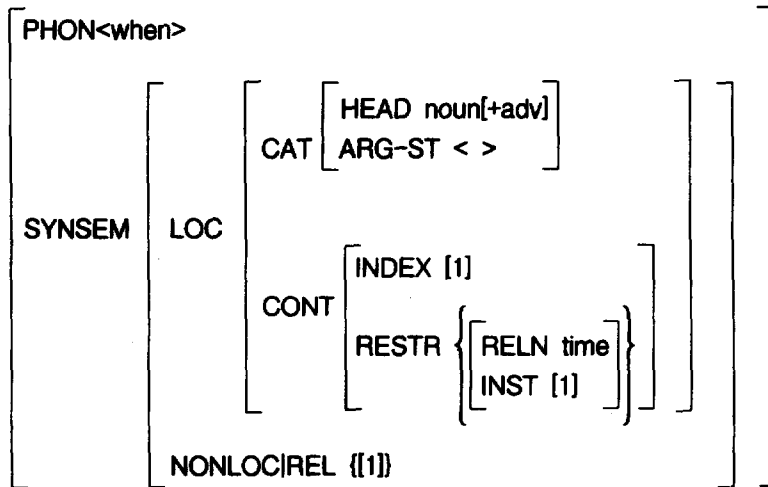 PHON<when>
HEAD noun[+adv]
CAT
ARG-ST < >
SYNSEM
LOC
INDEX [1]
CONT
RESTR { RELN time }
INST [1]
NONLOC|REL {[1]}